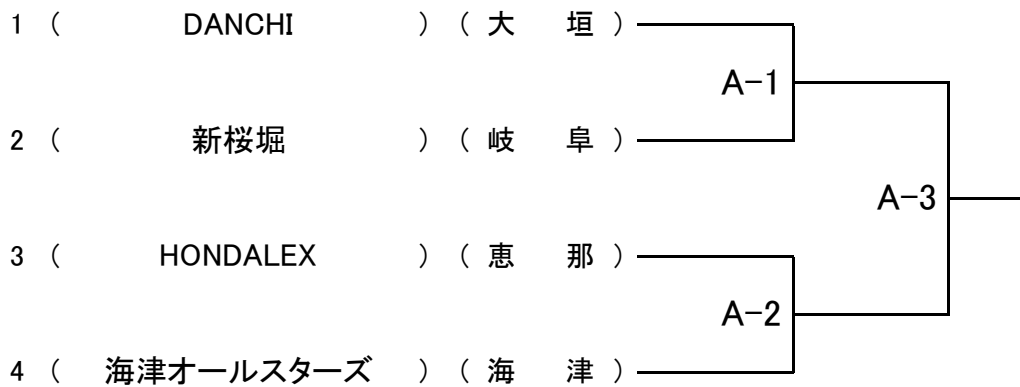 1 ( DANCHI ) ( 大 垣 )
A-1
2 ( 新桜堀 ) ( 岐 阜 )
A-3
3 ( HONDALEX ) ( 恵 那 )
A-2
4 ( 海津オールスターズ ) ( 海 津 )